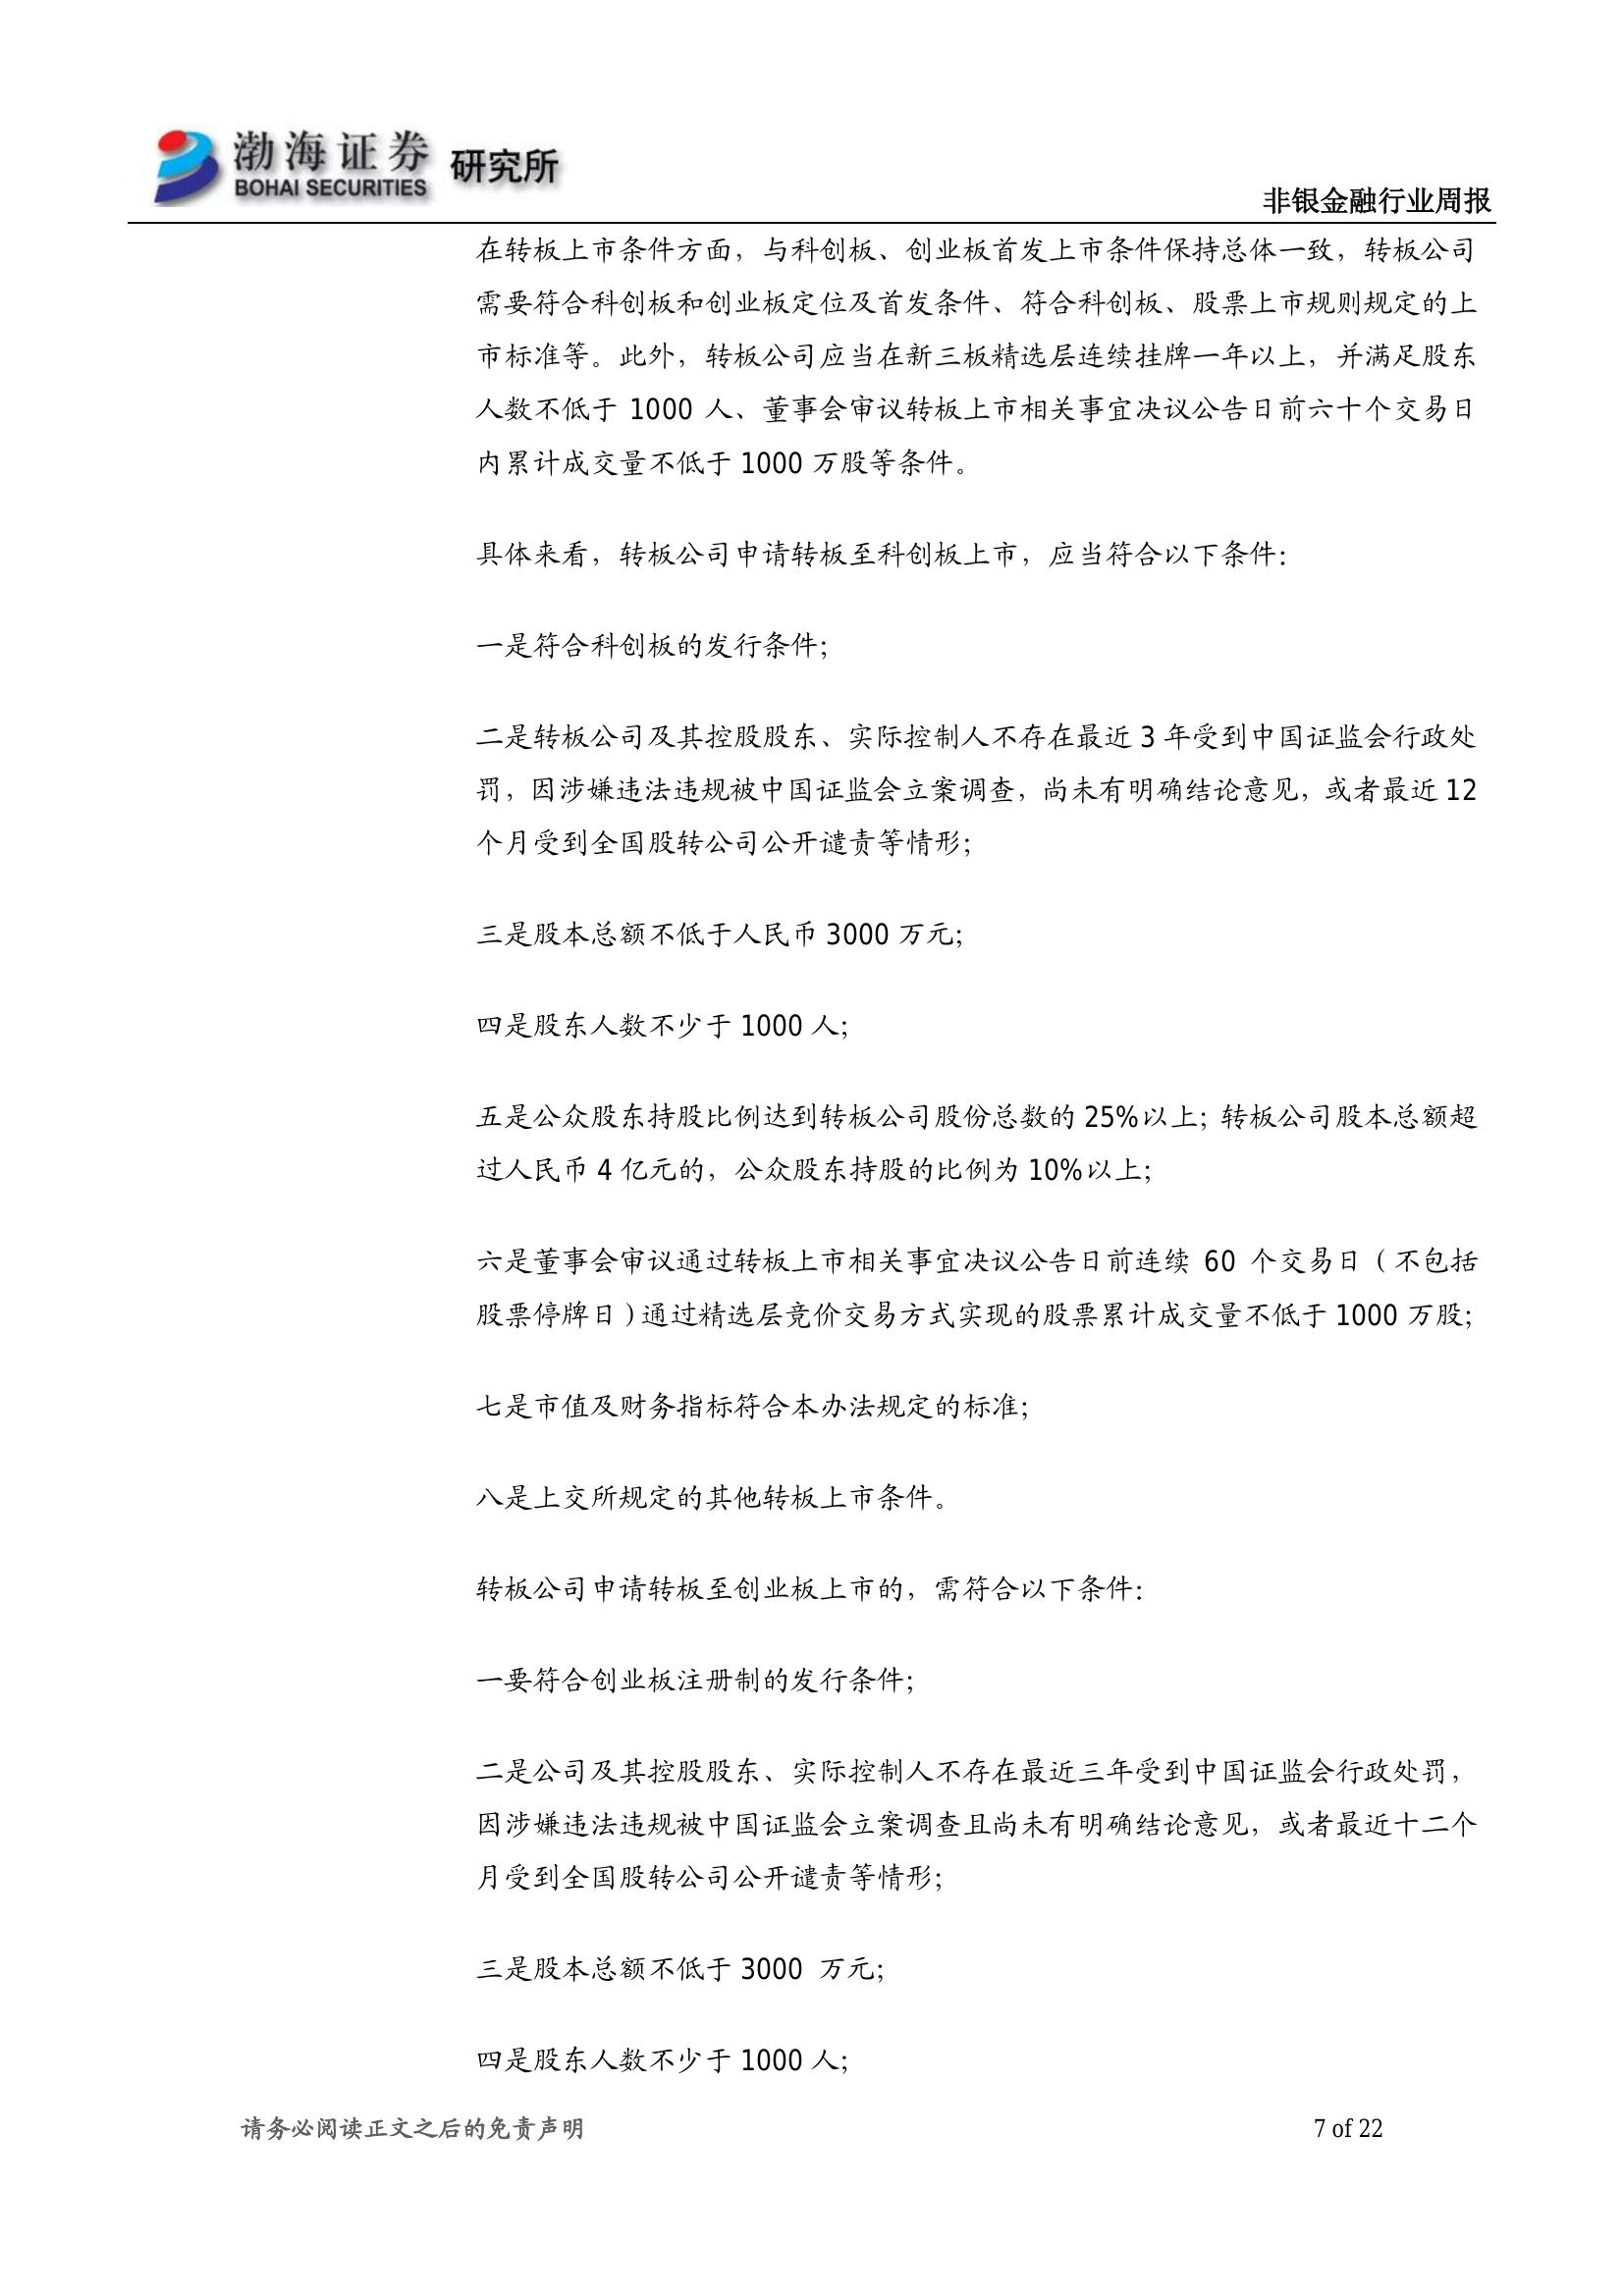 渤海证券 研究所
BOHAI SECURITIES
非银金融行业周报
在转板上市条件方面，与科创板、创业板首发上市条件保持总体一致，转板公司
需要符合科创板和创业板定位及首发条件、符合科创板、股票上市规则规定的上
市标准等。此外，转板公司应当在新三板精选层连续挂牌一年以上，并满足股东
人数不低于 1000 人、董事会审议转板上市相关事宜决议公告日前六十个交易日
内累计成交量不低于 1000 万股等条件。
具体来看，转板公司申请转板至科创板上市，应当符合以下条件：
一是符合科创板的发行条件；
二是转板公司及其控股股东、实际控制人不存在最近 3 年受到中国证监会行政处
罚，因涉嫌违法违规被中国证监会立案调查，尚未有明确结论意见，或者最近 12
个月受到全国股转公司公开谴责等情形；
三是股本总额不低于人民币 3000 万元；
四是股东人数不少于 1000 人；
五是公众股东持股比例达到转板公司股份总数的 25%以上；转板公司股本总额超
过人民币 4 亿元的，公众股东持股的比例为 10%以上；
六是董事会审议通过转板上市相关事宜决议公告日前连续 60 个交易日（不包括
股票停牌日）通过精选层竞价交易方式实现的股票累计成交量不低于 1000 万股；
七是市值及财务指标符合本办法规定的标准；
八是上交所规定的其他转板上市条件。
转板公司申请转板至创业板上市的，需符合以下条件：
一要符合创业板注册制的发行条件；
二是公司及其控股股东、实际控制人不存在最近三年受到中国证监会行政处罚，
因涉嫌违法违规被中国证监会立案调查且尚未有明确结论意见，或者最近十二个
月受到全国股转公司公开谴责等情形；
三是股本总额不低于 3000 万元；
四是股东人数不少于 1000 人；
请务必阅读正文之后的免责声明
7 of 22